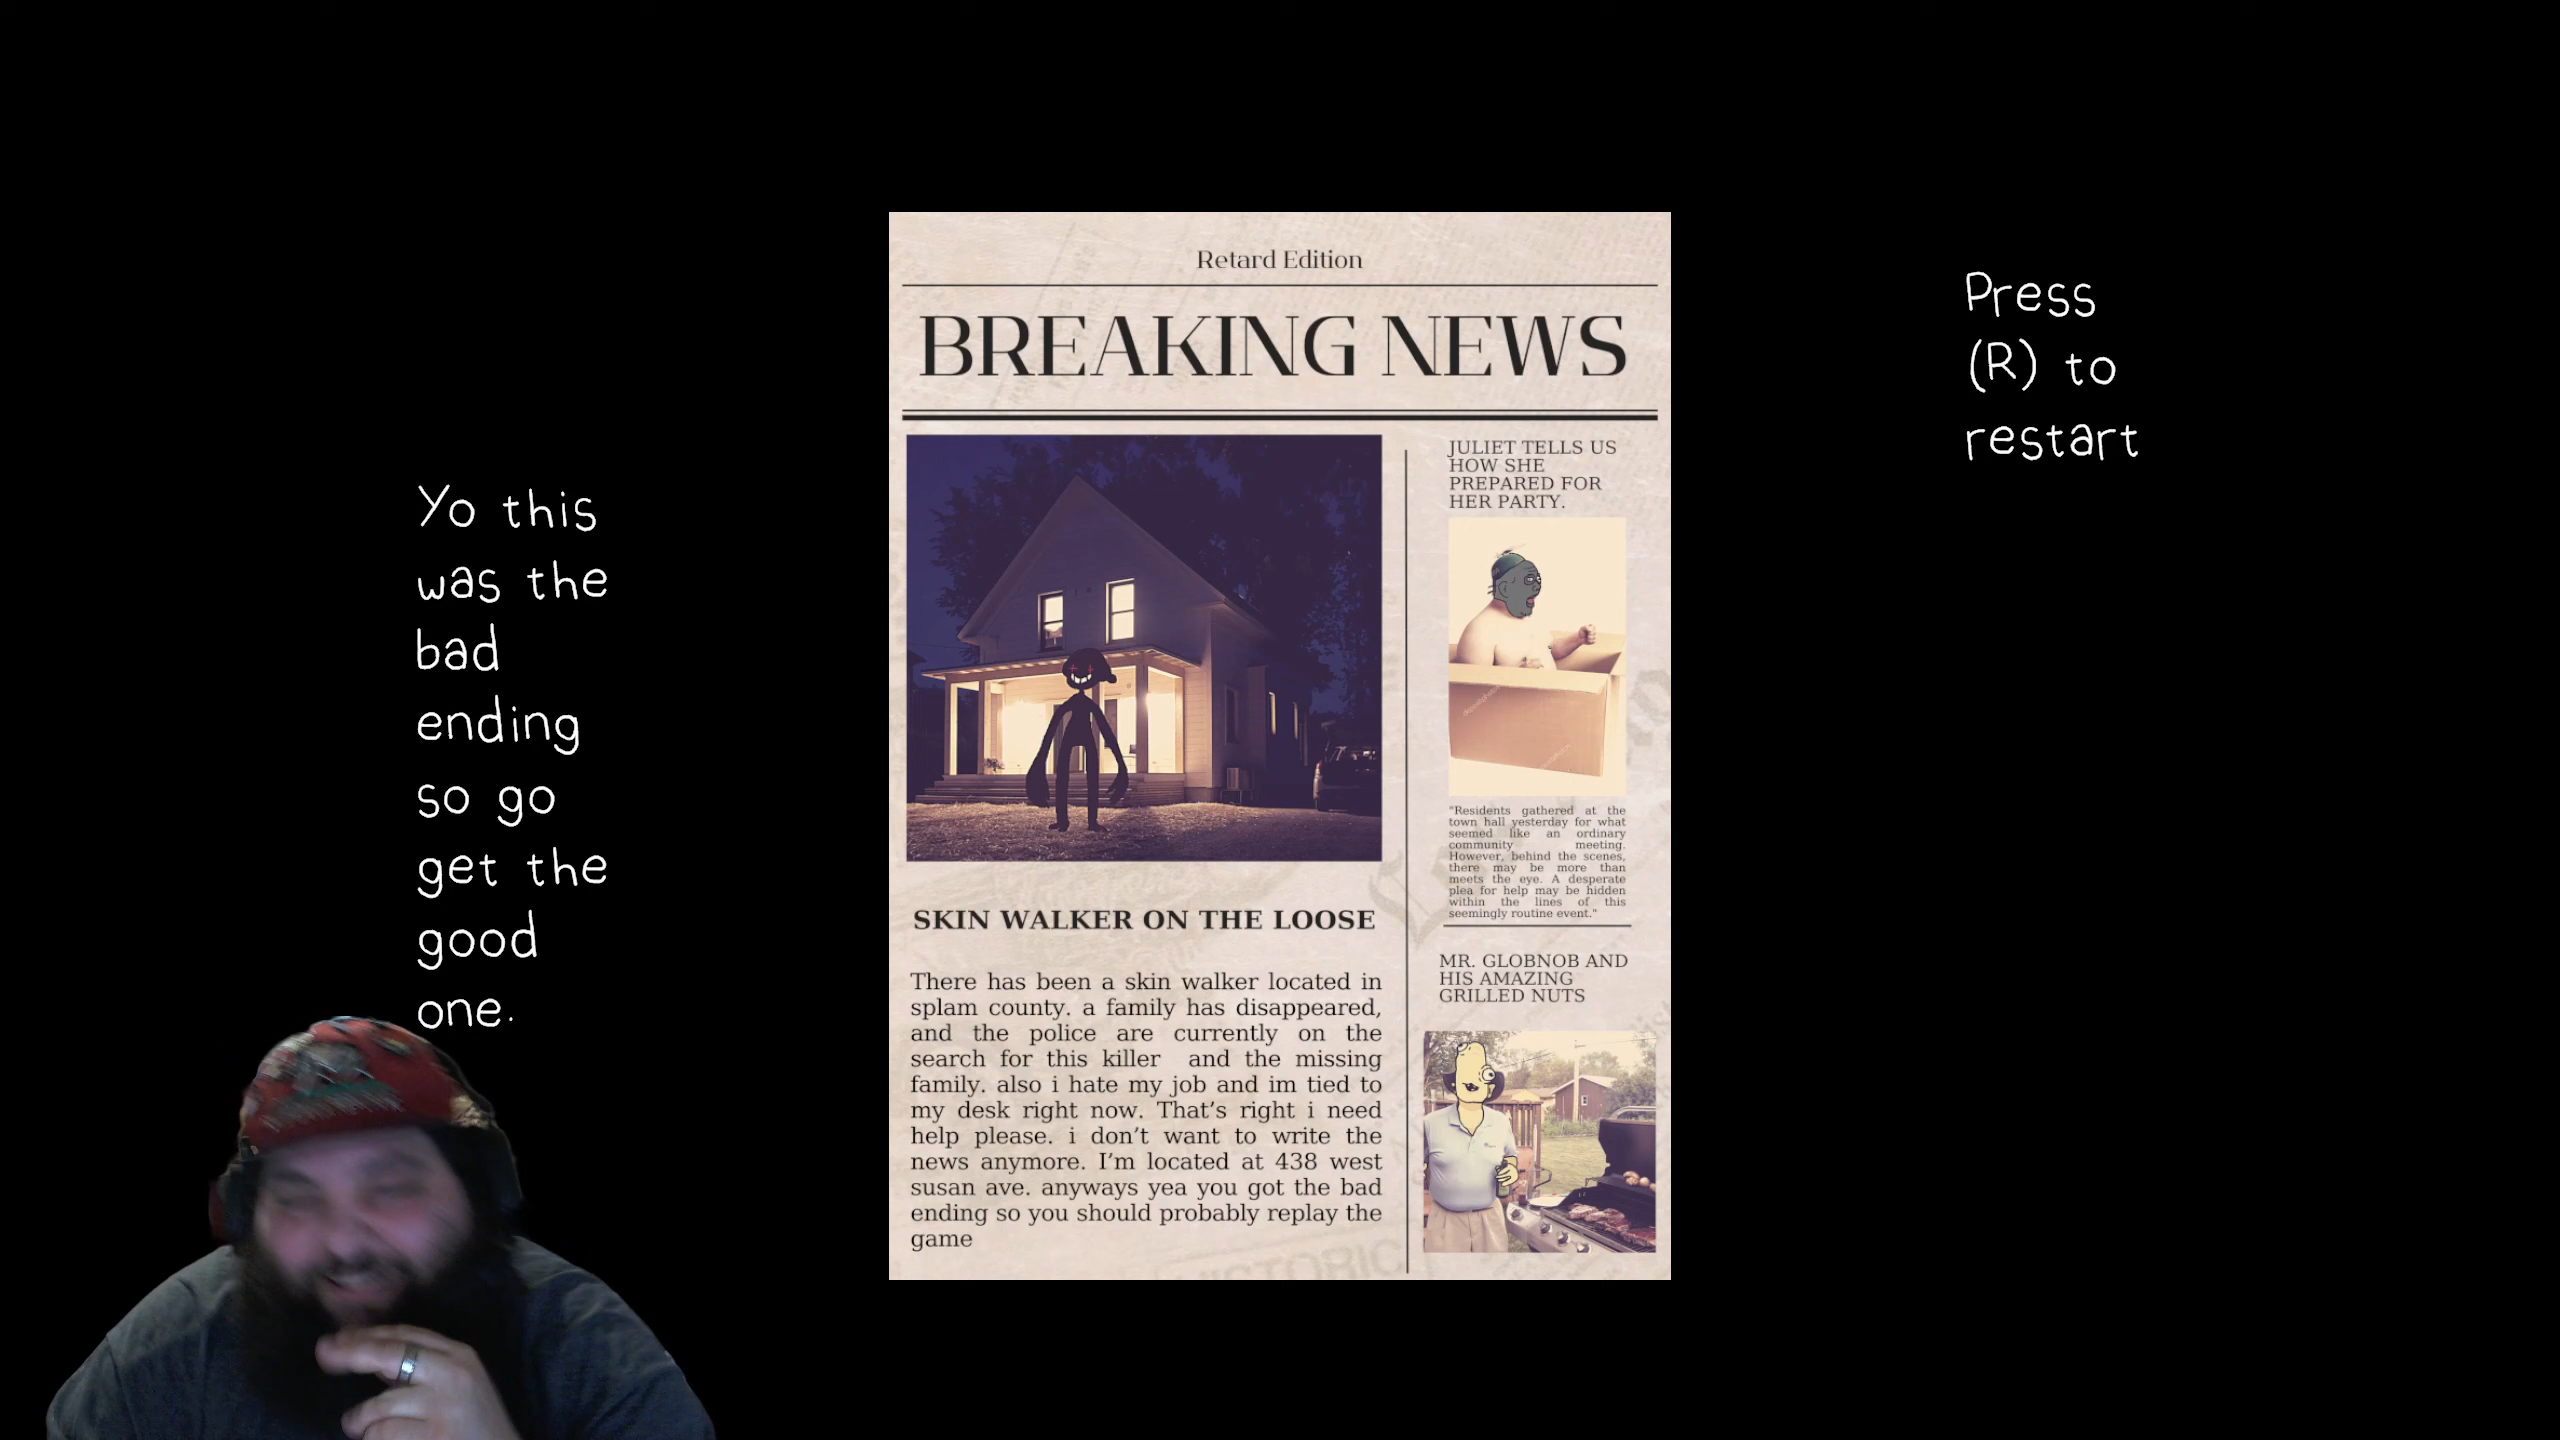 Yo this
was the
bad
ending
so go
get the
good
one.
Retard Edition
BREAKING NEWS
SKIN WALKER ON THE LOOSE
There has been a skin walker located in
splam county. a family has disappeared,
and the police are currently on the
search for this killer and the missing
family. also i hate my job and im tied to
my desk right now. That's right i need
help please. i don't want to write the
news anymore. I'm located at 438 west
susan ave. anyways yea you got the bad
ending so you should probably replay the
game
JULIET TELLS US
HOW SHE
PREPARED FOR
HER PARTY.
"Residents gathered at the
town hall yesterday for what
seemed like an ordinary
community meeting.
However, behind the scenes,
there may be more than
meets the eye. A desperate
plea for help may be hidden
within the lines of this
seemingly routine event."
MR. GLOBNOB AND
HIS AMAZING
GRILLED NUTS
Press
(R) to
restart